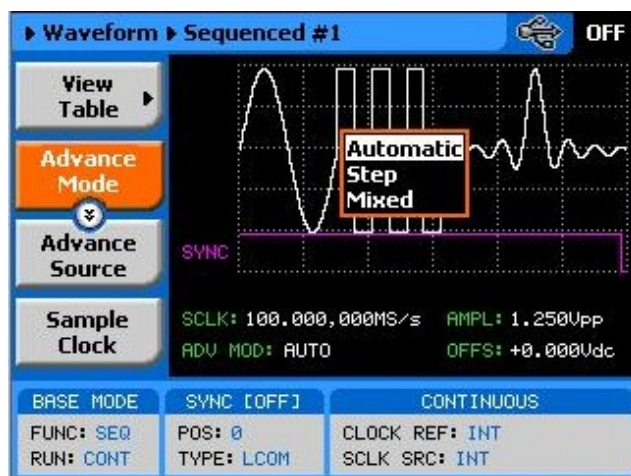 Waveform Sequenced #1 OFF
View
Table
Advance
Mode
Advance
Source
Sample
Clock
Automatic
Step
Mixed
SYNC
SCLK: 100.000,000MS/s AMPL: 1.250Vpp
ADV MOD: AUTO OFFS: +0.000Vdc
BASE MODE
FUNC: SEQ
RUN: CONT
SYNC [OFF]
POS: 0
TYPE: LCOM
CONTINUOUS
CLOCK REF: INT
SCLK SRC: INT